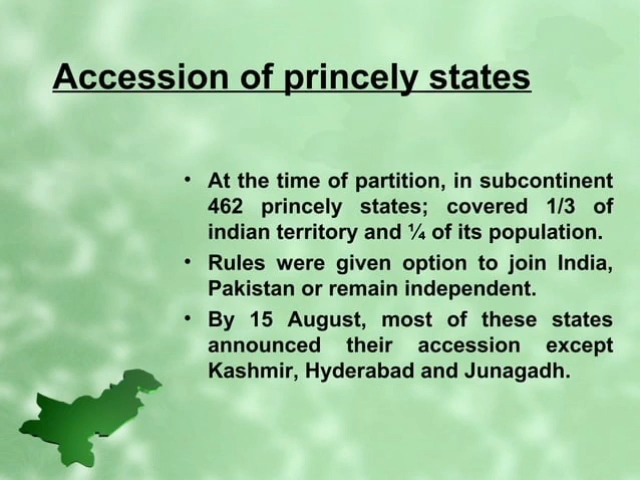 Accession of princely states
• At the time of partition, in subcontinent
462 princely states; covered 1/3 of
indian territory and ¼ of its population.
• Rules were given option to join India,
Pakistan or remain independent.
• By 15 August, most of these states
announced their accession except
Kashmir, Hyderabad and Junagadh.